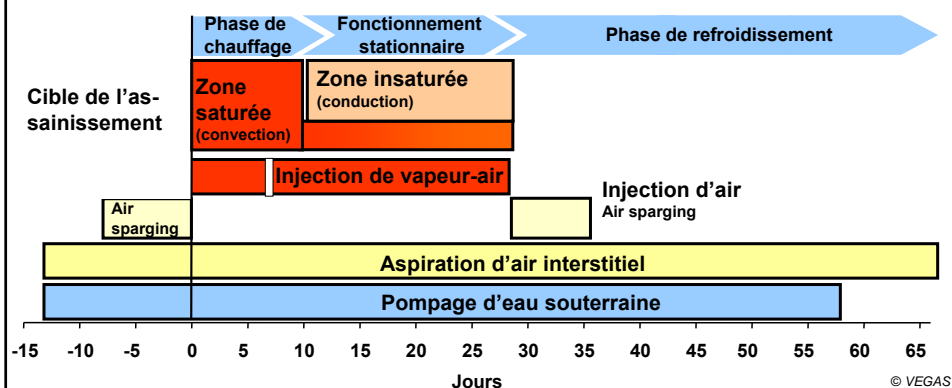 Phase de
chauffage
Fonctionnement
stationnaire
Phase de refroidissement
Cible de l'as-
sainissement
Zone
saturée
(convection)
Zone insaturée
(conduction)
Injection de vapeur-air
Air
sparging
Injection d'air
Air sparging
Aspiration d'air interstitiel
Pompage d'eau souterraine
-15 -10 -5 0 5 10 15 20 25 30 35 40 45 50 55 60 65
Jours
© VEGAS